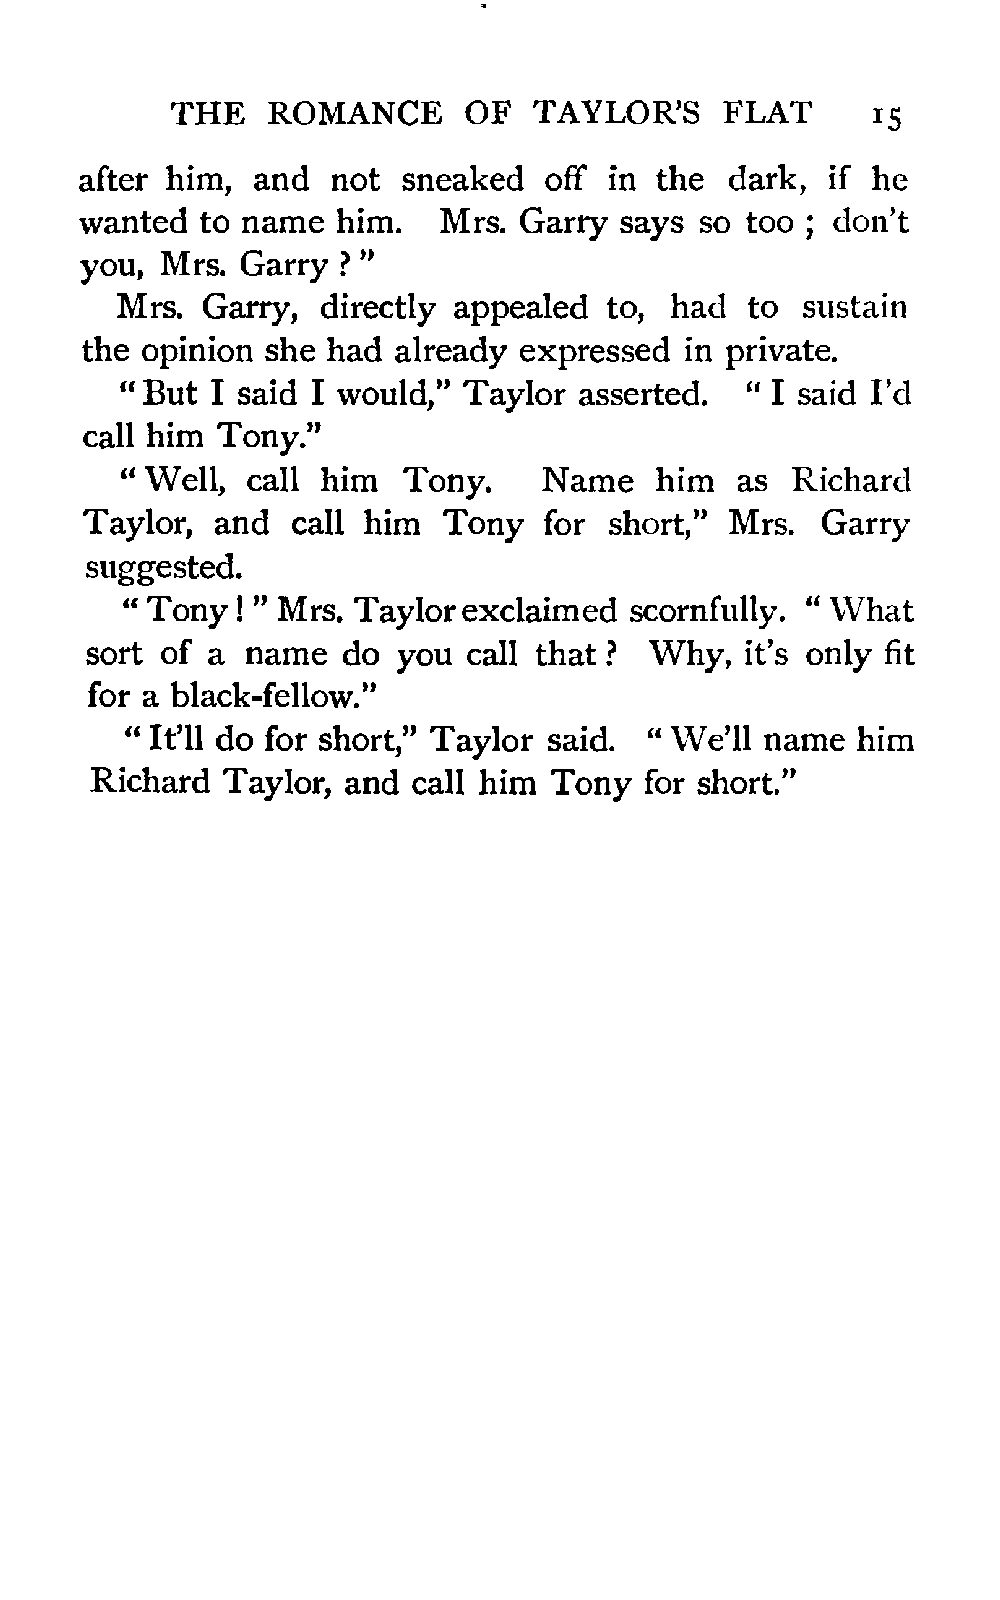 THE ROMANCE OF TAYLOR'S FLAT 15
after him, and not sneaked off in the dark, if he
wanted to name him. Mrs. Garry says so too ; don't
you, Mrs. Garry ? "
Mrs. Garry, directly appealed to, had to sustain
the opinion she had already expressed in private.
" But I said I would," Taylor asserted. " I said I'd
call him Tony."
" Well, call him Tony. Name him as Richard
Taylor, and call him Tony for short," Mrs. Garry
suggested.
" Tony ! " Mrs. Taylor exclaimed scornfully. " What
sort of a name do you call that ? Why, it's only fit
for a black-fellow."
" It'll do for short," Taylor said. " We'll name him
Richard Taylor, and call him Tony for short."